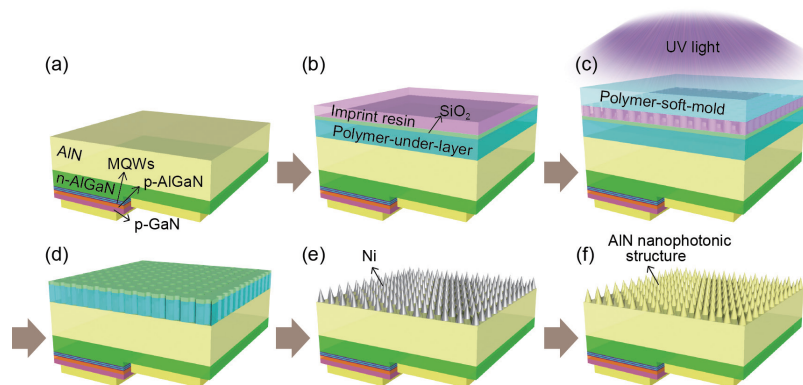 (a)
AlN
MQWs
n-AlGaN
p-AlGaN
p-GaN
(b)
SiO₂
Imprint resin
Polymer-under-layer
UV light
(c)
Polymer-soft-mold
(d)
(e)
Ni
(f)
AlN nanophotonic
structure